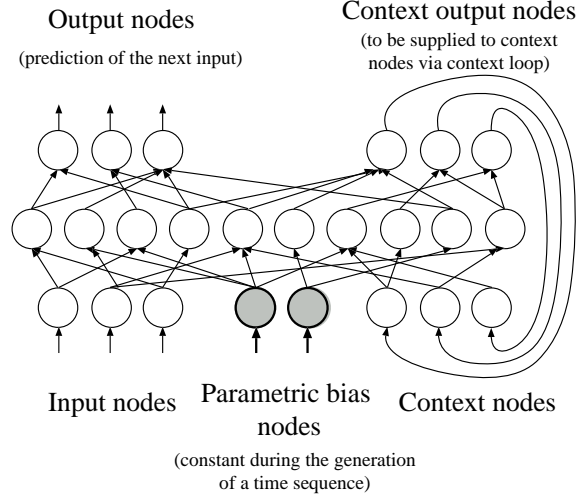 Output nodes
(prediction of the next input)
Context output nodes
(to be supplied to context
nodes via context loop)
Input nodes
Parametric bias
nodes
(constant during the generation
of a time sequence)
Context nodes